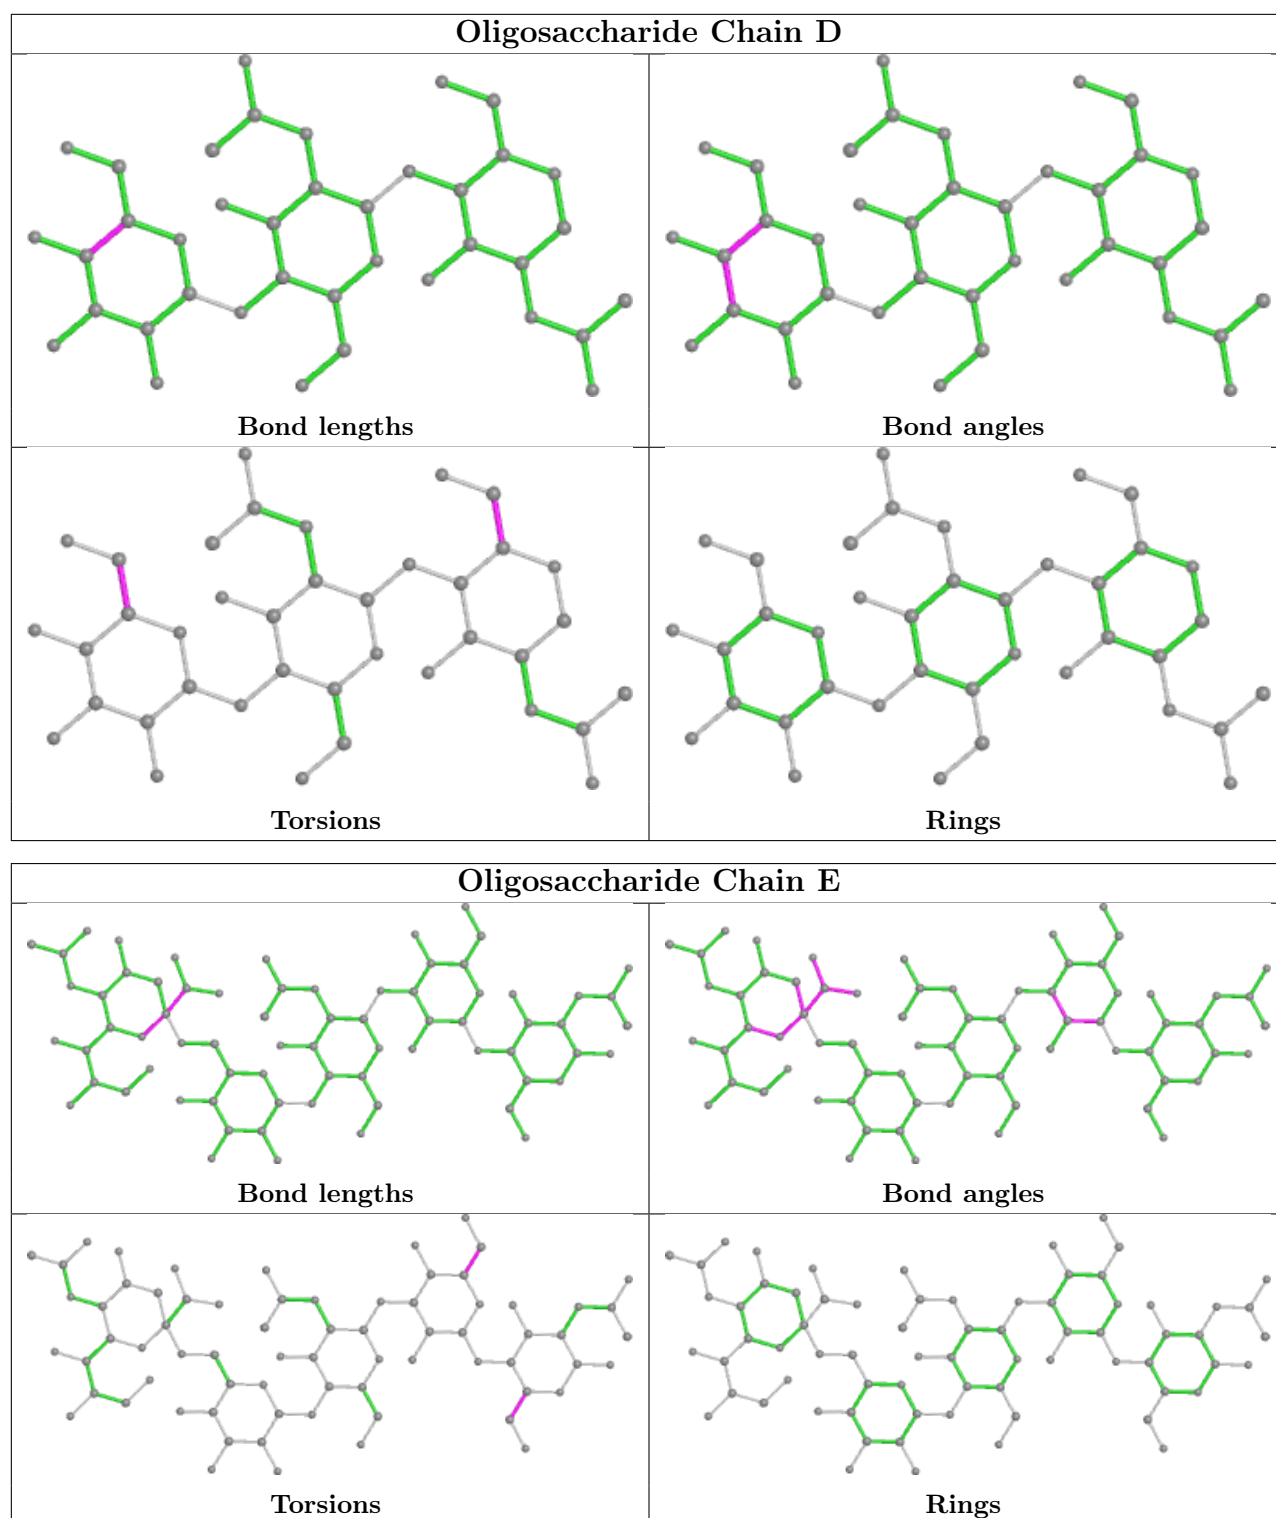 Oligosaccharide Chain D
Bond lengths
Bond angles
Torsions
Rings
Oligosaccharide Chain E
Bond lengths
Bond angles
Torsions
Rings